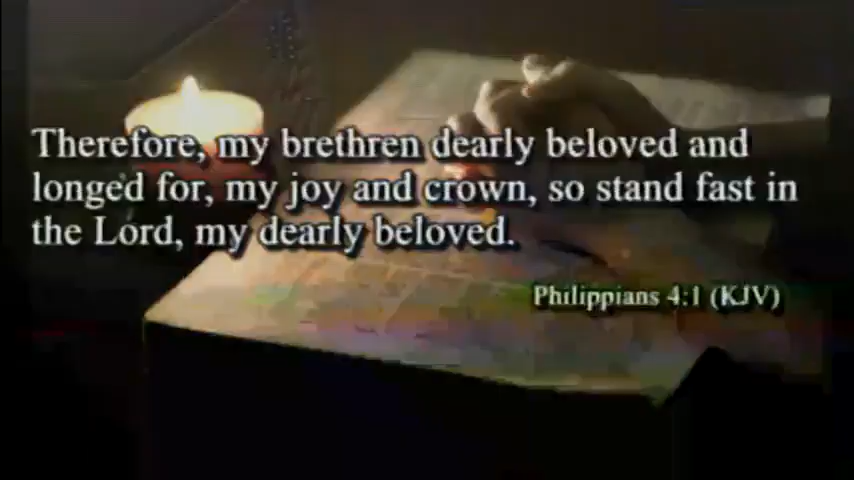 Therefore, my brethren dearly beloved and
longed for, my joy and crown, so stand fast in
the Lord, my dearly beloved.
Philippians 4:1 (KJV)